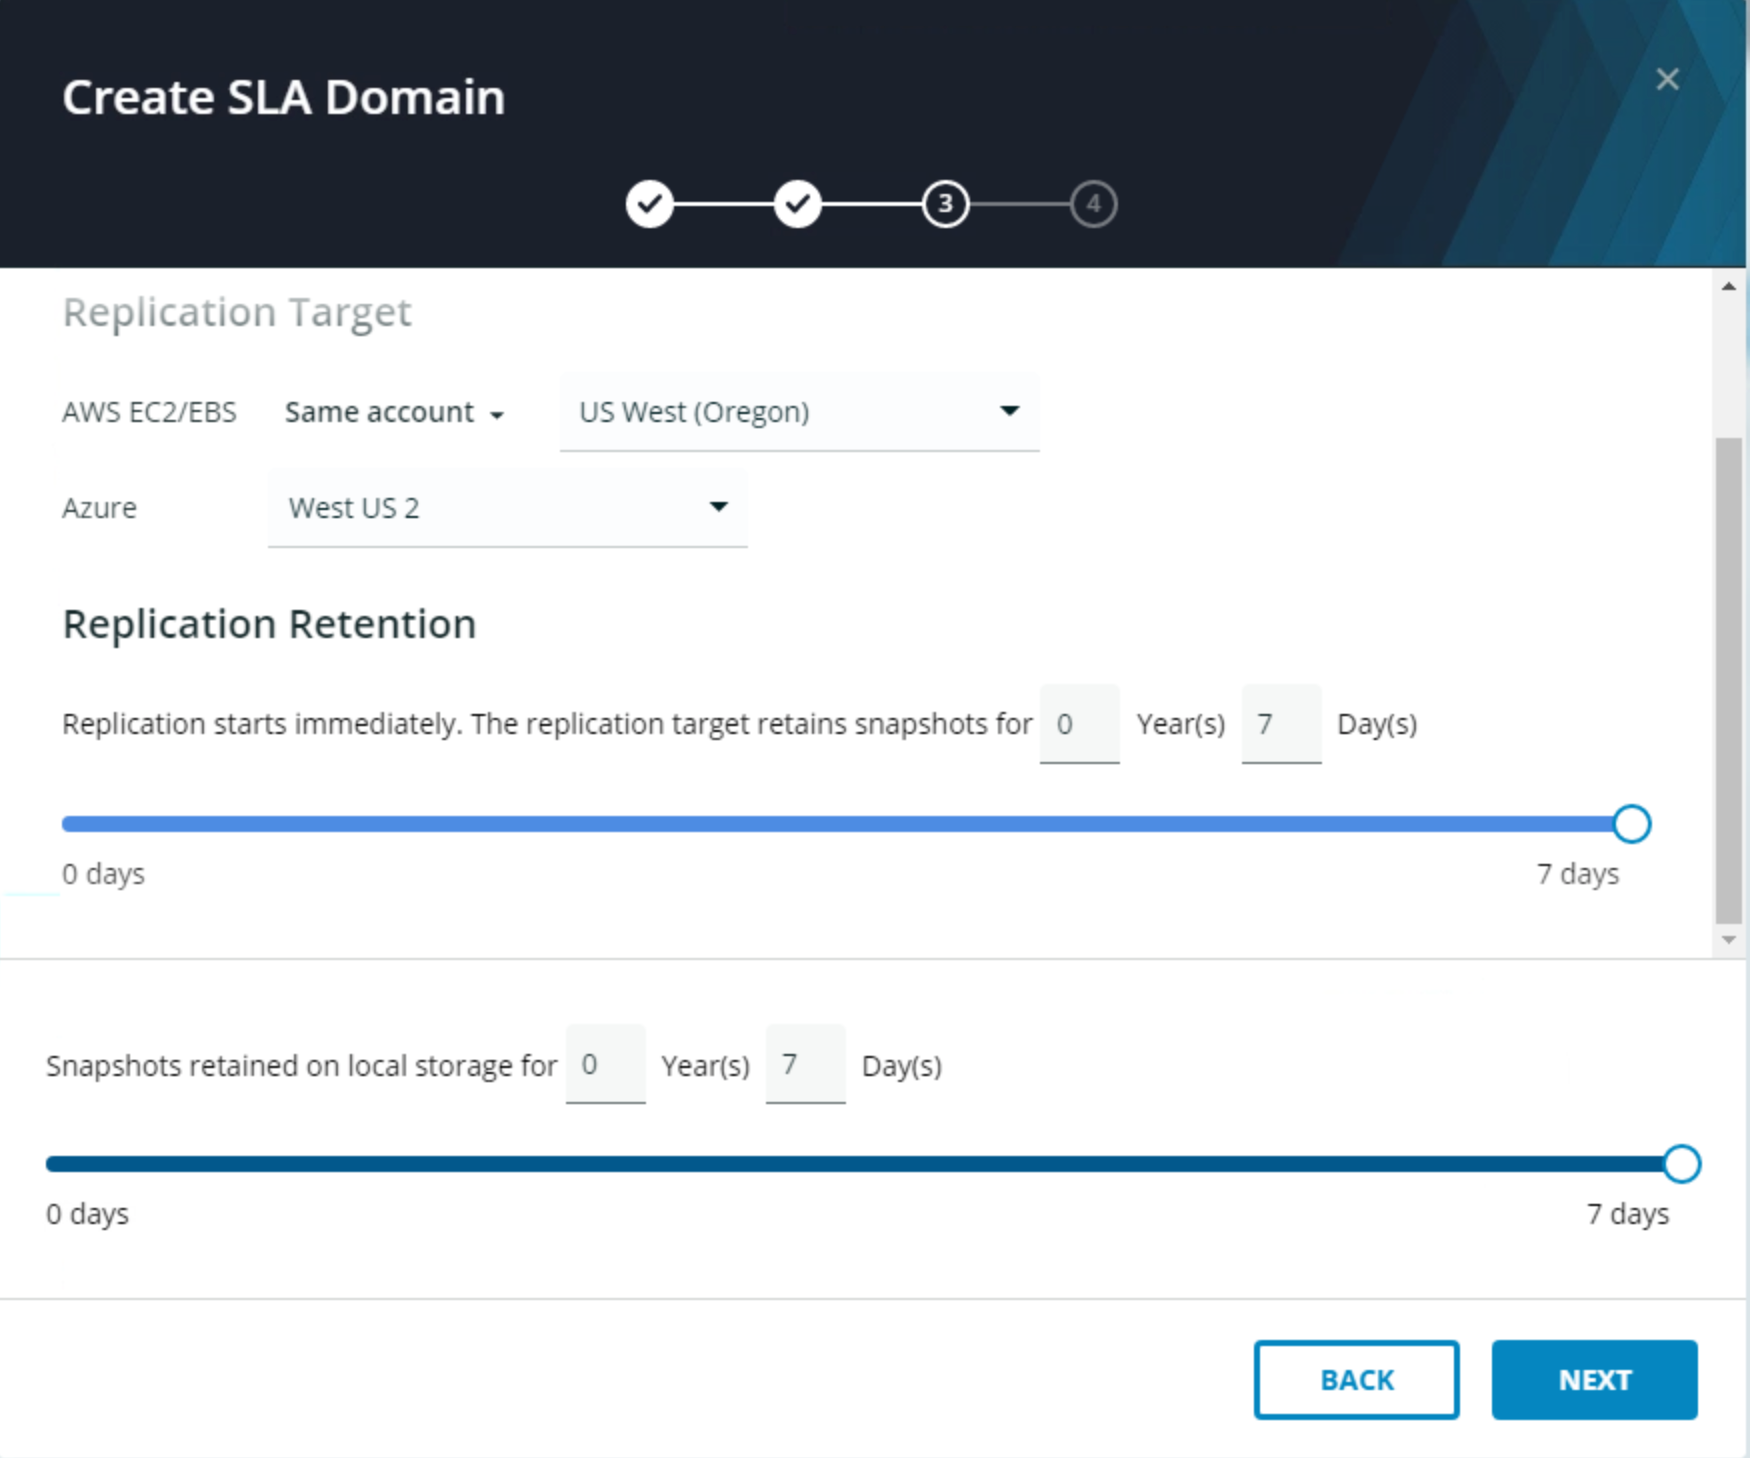 Create SLA Domain
3 4
Replication Target
AWS EC2/EBS Same account US West (Oregon)
Azure West US 2
Replication Retention
Replication starts immediately. The replication target retains snapshots for 0 Year(s) 7 Day(s)
0 days 7 days
Snapshots retained on local storage for 0 Year(s) 7 Day(s)
0 days 7 days
BACK NEXT